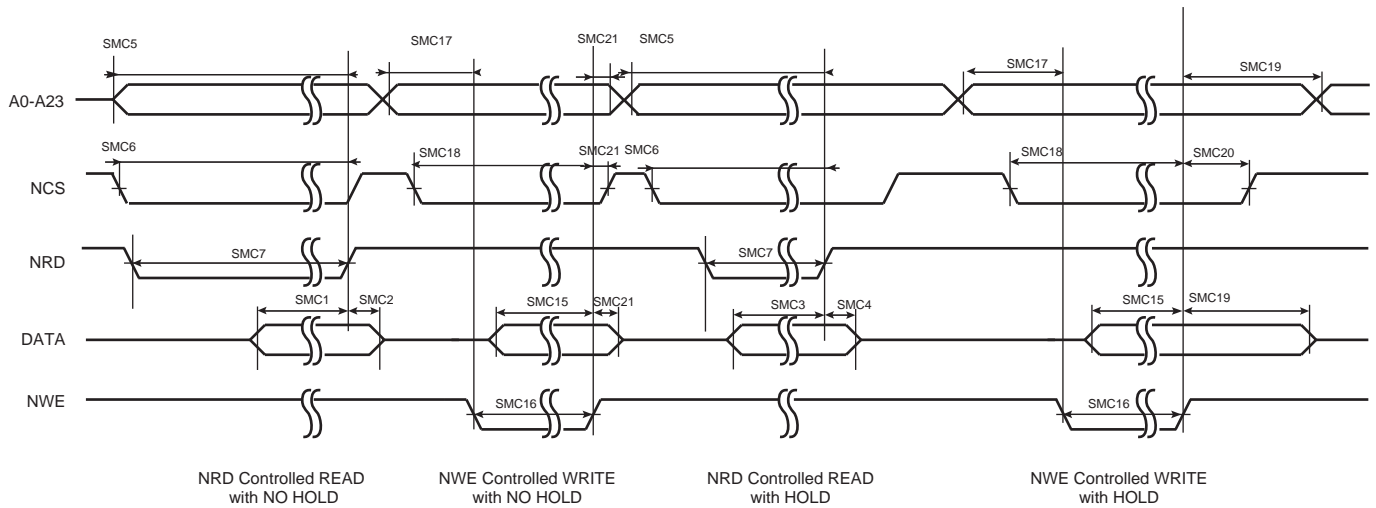 SMC5
SMC17
SMC21
SMC5
SMC17
SMC19
A0-A23
SMC6
SMC18
SMC21
SMC6
SMC18
SMC20
NCS
SMC7
SMC7
NRD
SMC1
SMC2
SMC15
SMC21
SMC3
SMC4
SMC15
SMC19
DATA
NWE
SMC16
SMC16
NRD Controlled READ
with NO HOLD
NWE Controlled WRITE
with NO HOLD
NRD Controlled READ
with HOLD
NWE Controlled WRITE
with HOLD